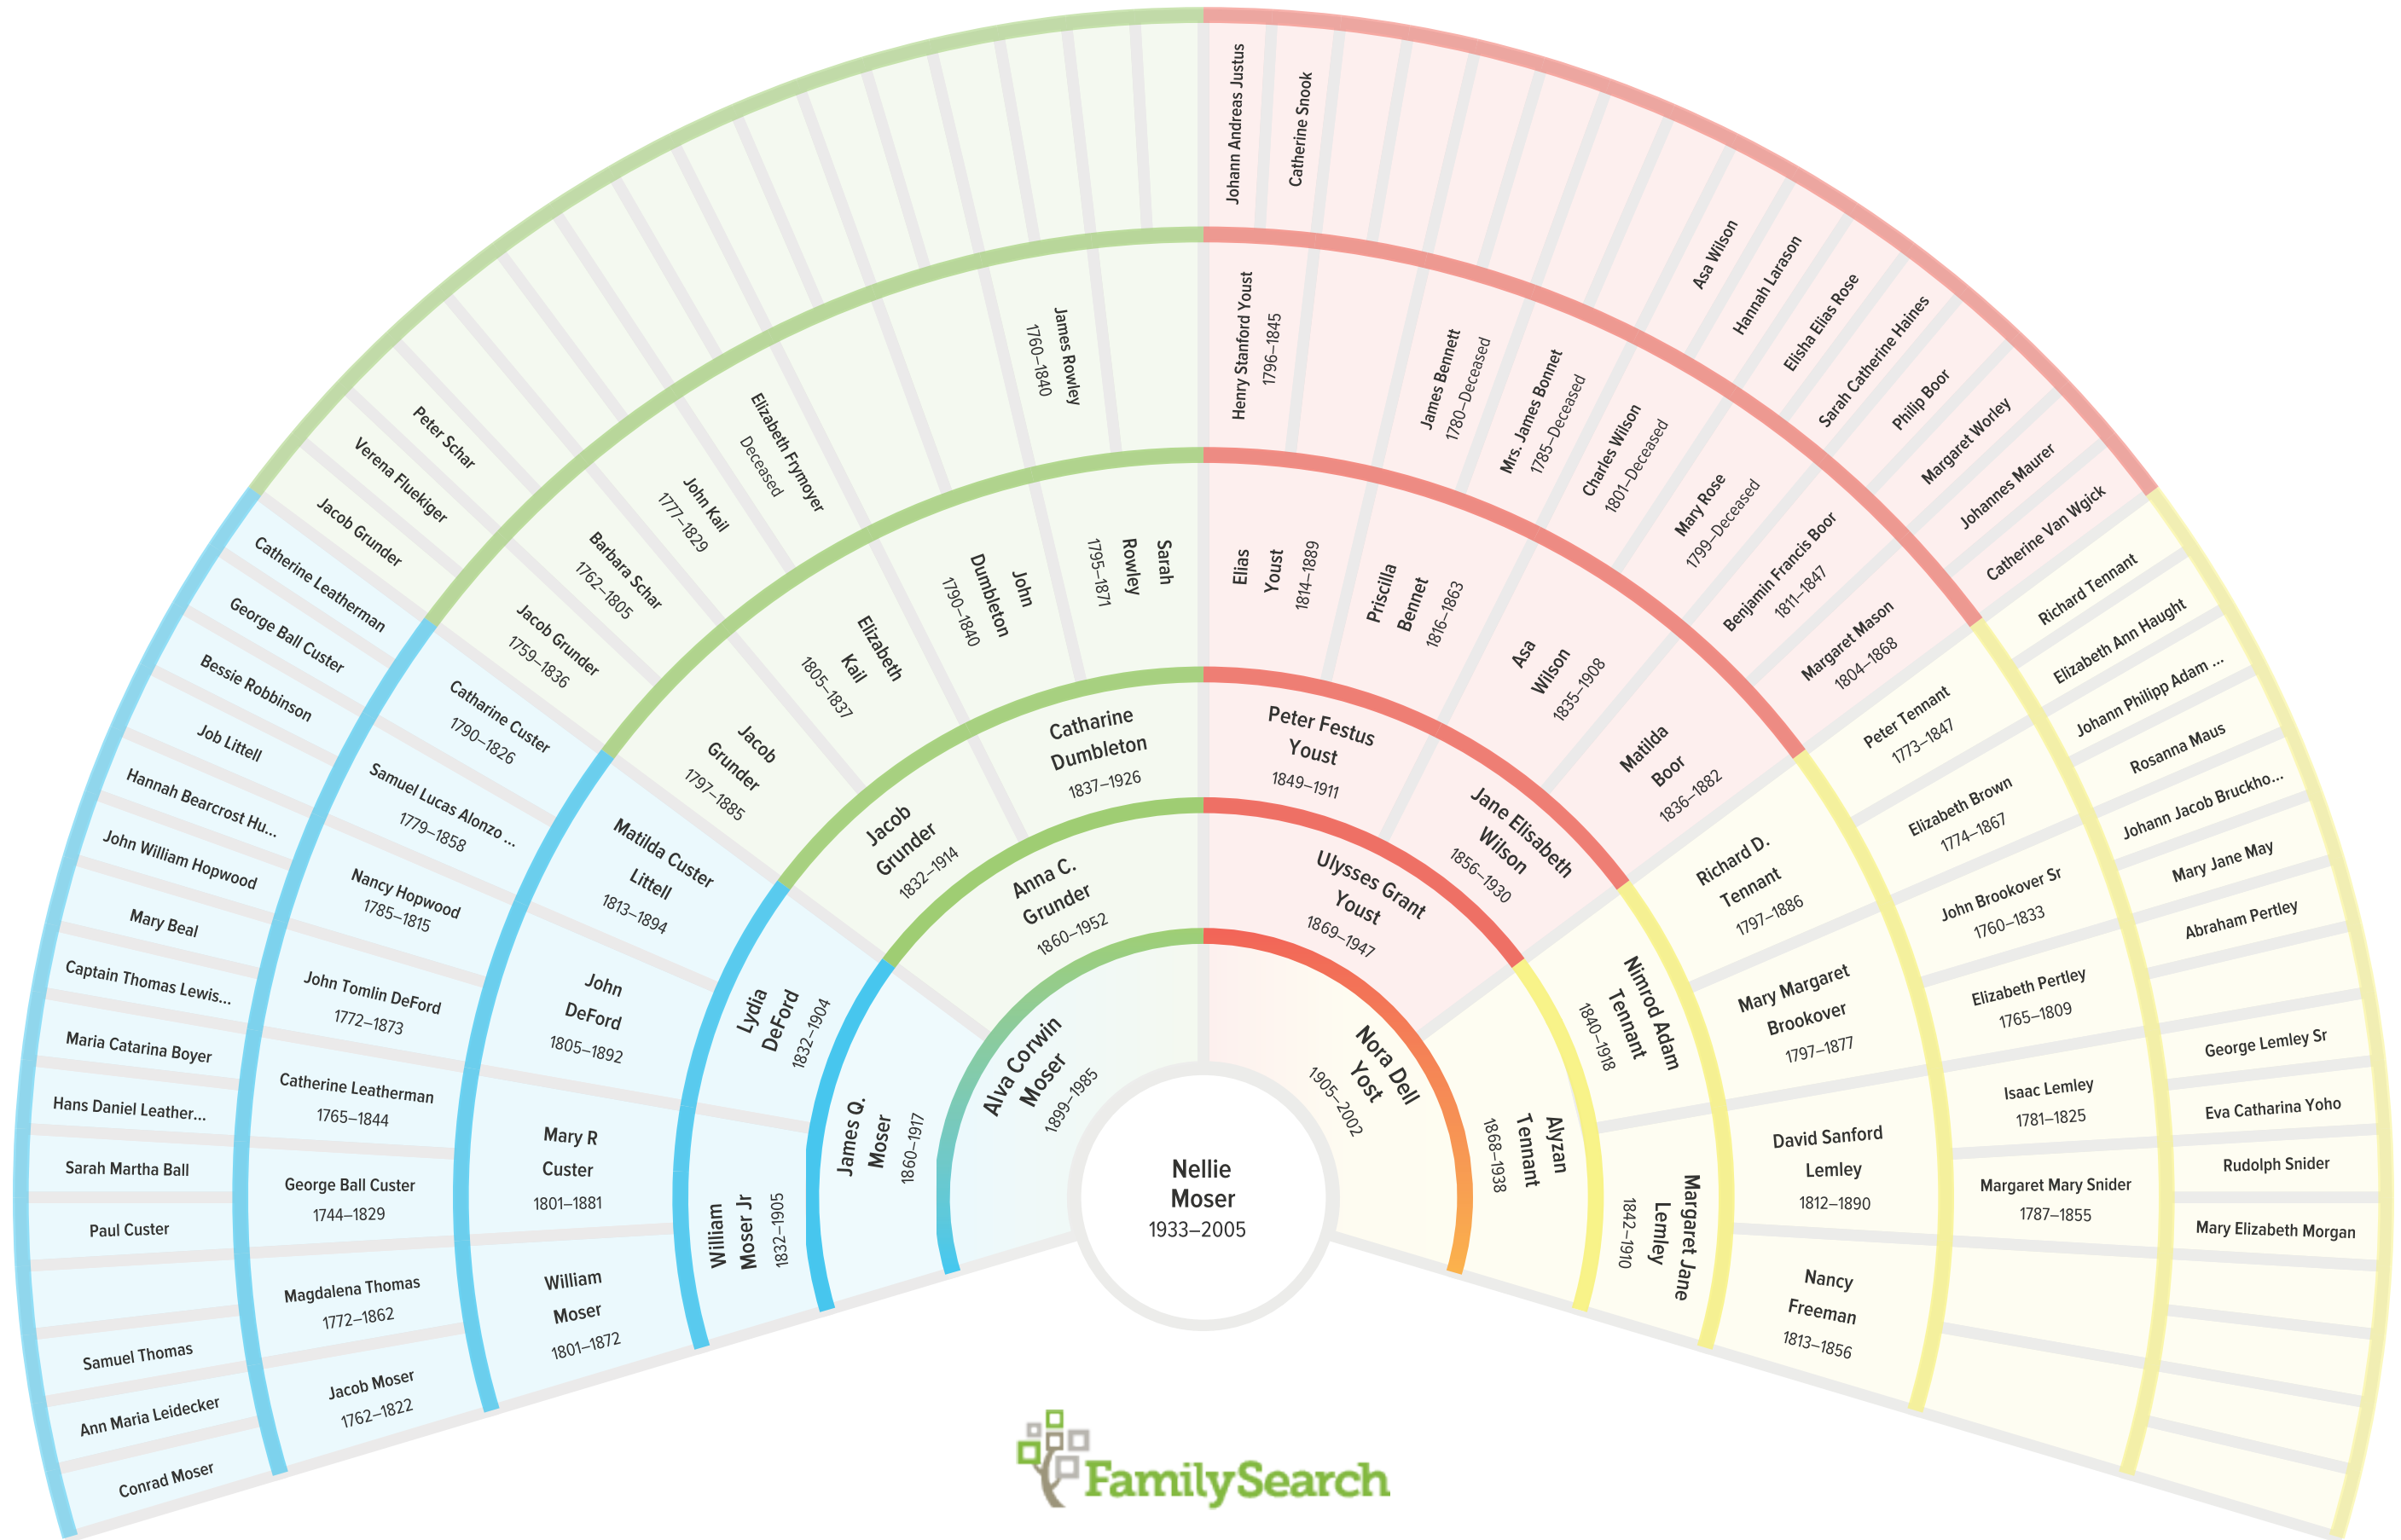 Nellie
Moser
1933–2005
Alva Corwin
Moser
1899–1985
Nora Dell
Yost
1905–2002
James Q.
Moser
1860–1917
Anna C.
Grunder
1860–1952
Ulysses Grant
Youst
1869–1947
Alyzan
Tennant
1868–1938
William
Moser Jr
1832–1905
Lydia
DeFord
1832–1904
Jacob
Grunder
1832–1914
Catharine
Dumbleton
1837–1926
Peter Festus
Youst
1849–1911
Jane Elisabeth
Wilson
1856–1930
Nimrod Adam
Tennant
1840–1918
Margaret Jane
Lemley
1842–1910
William
Moser
1801–1872
Mary R
Custer
1801–1881
John
DeFord
1805–1892
Matilda Custer
Littell
1813–1894
Jacob
Grunder
1797–1885
Elizabeth
Kail
1805–1837
John
Dumbleton
1790–1840
Sarah
Rowley
1795–1871
Elias
Youst
1814–1889
Priscilla
Bennet
1816–1863
Asa
Wilson
1835–1908
Matilda
Boor
1836–1882
Richard D.
Tennant
1797–1886
Mary Margaret
Brookover
1797–1877
David Sanford
Lemley
1812–1890
Nancy
Freeman
1813–1856
Jacob Moser
1762–1822
Magdalena Thomas
1772–1862
George Ball Custer
1744–1829
Catherine Leatherman
1765–1844
John Tomlin DeFord
1772–1873
Nancy Hopwood
1785–1815
Samuel Lucas Alonzo ...
1779–1858
Catharine Custer
1790–1826
Jacob Grunder
1759–1836
Barbara Schar
1762–1805
John Kail
1777–1829
Elizabeth Frymoyer
Deceased
James Rowley
1760–1840
Henry Stanford Youst
1796–1845
James Bennett
1780–Deceased
Mrs. James Bonnet
1785–Deceased
Charles Wilson
1801–Deceased
Mary Rose
1799–Deceased
Benjamin Francis Boor
1811–1847
Margaret Mason
1804–1868
Peter Tennant
1773–1847
Elizabeth Brown
1774–1867
John Brookover Sr
1760–1833
Elizabeth Pertley
1765–1809
Isaac Lemley
1781–1825
Margaret Mary Snider
1787–1855
Conrad Moser
Ann Maria Leidecker
Samuel Thomas
Paul Custer
Sarah Martha Ball
Hans Daniel Leather...
Maria Catarina Boyer
Captain Thomas Lewis...
Mary Beal
John William Hopwood
Hannah Bearcrost Hu...
Job Littell
Bessie Robbinson
George Ball Custer
Catherine Leatherman
Jacob Grunder
Verena Fluekiger
Peter Schar
Johann Andreas Justus
Catherine Snook
Asa Wilson
Hannah Larason
Elisha Elias Rose
Sarah Catherine Haines
Philip Boor
Margaret Worley
Johannes Maurer
Catherine Van Wgick
Richard Tennant
Elizabeth Ann Haught
Johann Philipp Adam ...
Rosanna Maus
Johann Jacob Bruckho...
Mary Jane May
Abraham Pertley
George Lemley Sr
Eva Catharina Yoho
Rudolph Snider
Mary Elizabeth Morgan
FamilySearch